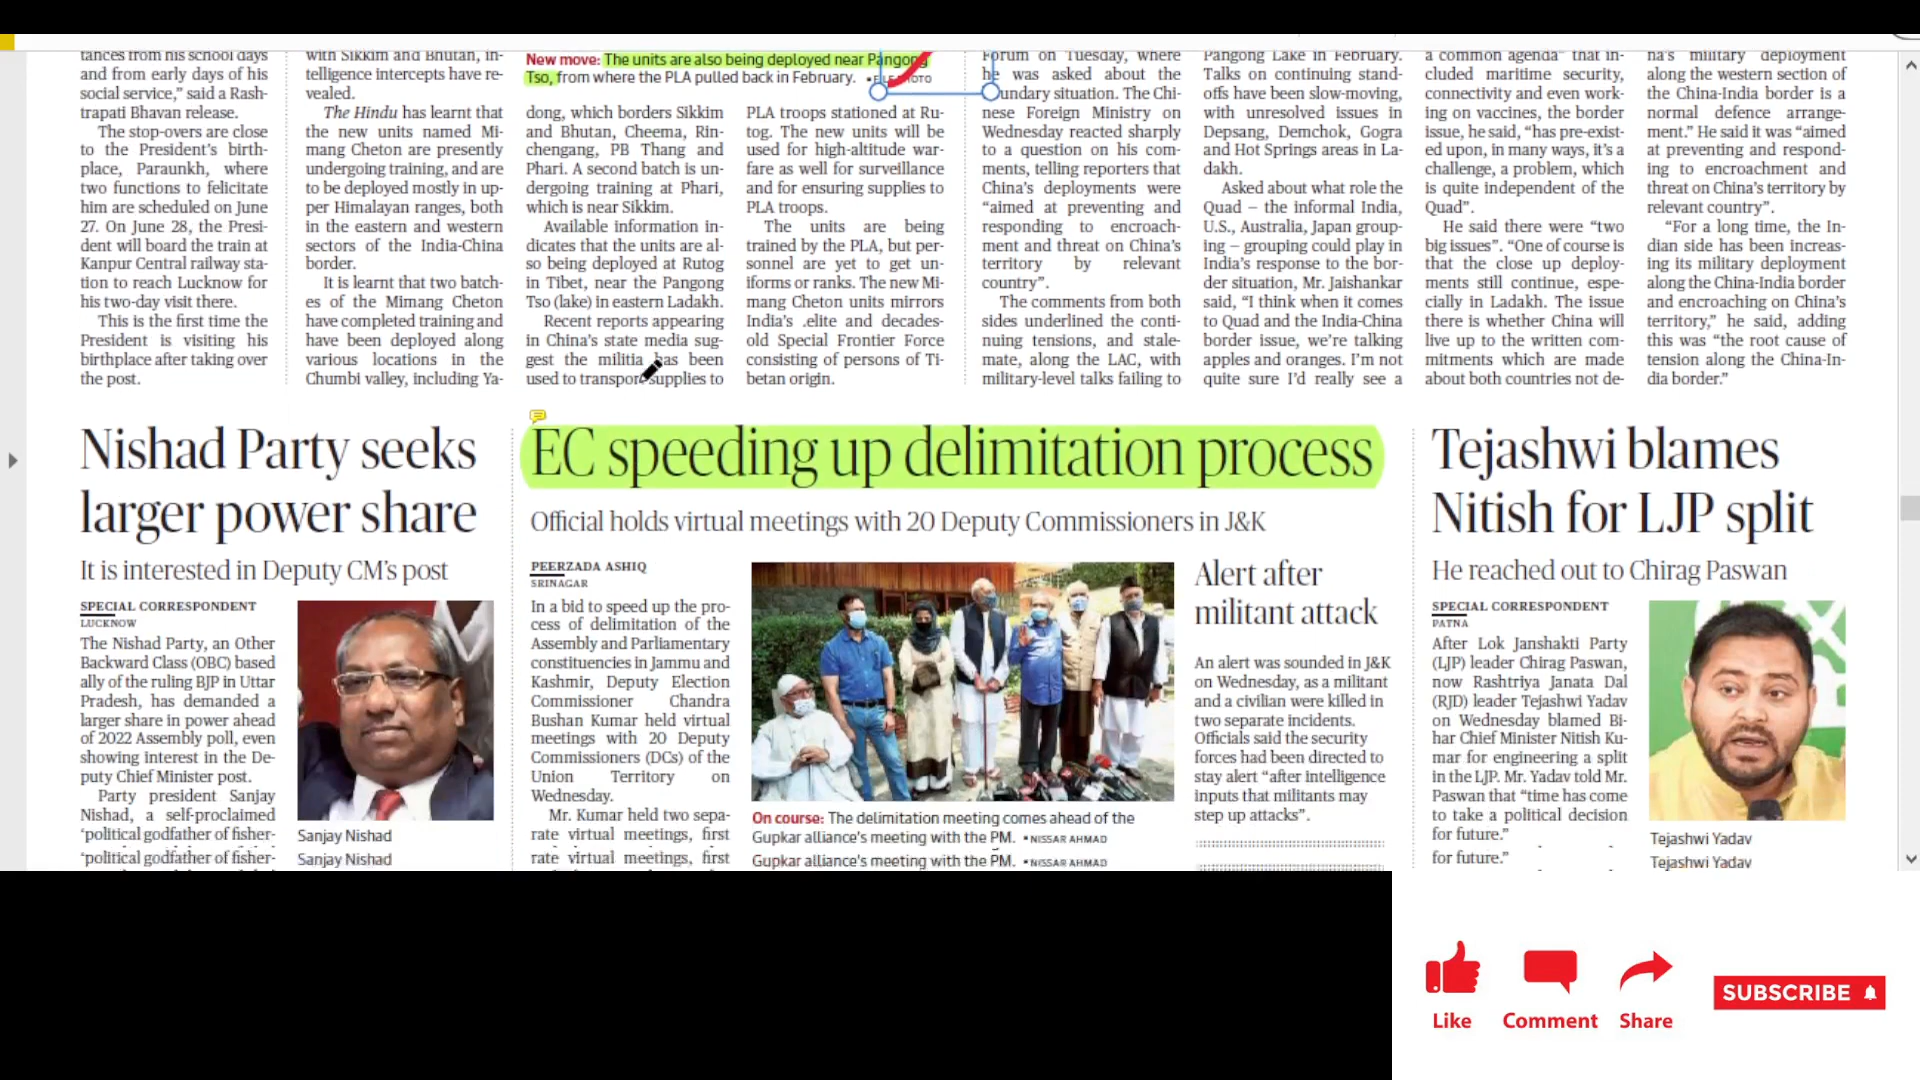 tances from his school days
and from early days of his
social service,” said a Rash-
trapati Bhavan release.
The stop-overs are close
to the President’s birth-
place, Paraunkh, where
two functions to felicitate
him are scheduled on June
27. On June 28, the Presi-
dent will board the train at
Kanpur Central railway sta-
tion to reach Lucknow for
his two-day visit there.
This is the first time the
President is visiting his
birthplace after taking over
the post.
with Sikkim and Bhutan, in-
telligence intercepts have re-
vealed.
The Hindu has learnt that
the new units named Mi-
mang Cheton are presently
undergoing training, and are
to be deployed mostly in up-
per Himalayan ranges, both
in the eastern and western
sectors of the India-China
border.
It is learnt that two batch-
es of the Mimang Cheton
have completed training and
have been deployed along
various locations in the
Chumbi valley, including Ya-
New move: The units are also being deployed near Pangong
Tso, from where the PLA pulled back in February.
dong, which borders Sikkim
and Bhutan, Cheema, Rin-
chengang, PB Thang and
Phari. A second batch is un-
dergoing training at Phari,
which is near Sikkim.
Available information in-
dicates that the units are al-
so being deployed at Rutog
in Tibet, near the Pangong
Tso (lake) in eastern Ladakh.
Recent reports appearing
in China’s state media sug-
gest the militia has been
used to transport supplies to
PLA troops stationed at Ru-
tog. The new units will be
used for high-altitude war-
fare as well for surveillance
and for ensuring supplies to
PLA troops.
The units are being
trained by the PLA, but per-
sonnel are yet to get un-
iforms or ranks. The new Mi-
mang Cheton units mirrors
India’s .elite and decades-
old Special Frontier Force
consisting of persons of Ti-
betan origin.
Forum on Tuesday, where
he was asked about the
undary situation. The Chi-
nese Foreign Ministry on
Wednesday reacted sharply
to a question on his com-
ments, telling reporters that
China’s deployments were
“aimed at preventing and
responding to encroach-
ment and threat on China’s
territory by relevant
country”.
The comments from both
sides underlined the conti-
nuing tensions, and stale-
mate, along the LAC, with
military-level talks failing to
Pangong Lake in February.
Talks on continuing stand-
offs have been slow-moving,
with unresolved issues in
Depsang, Demchok, Gogra
and Hot Springs areas in La-
dakh.
Asked about what role the
Quad – the informal India,
U.S., Australia, Japan group-
ing – grouping could play in
India’s response to the bor-
der situation, Mr. Jaishankar
said, “I think when it comes
to Quad and the India-China
border issue, we’re talking
apples and oranges. I’m not
quite sure I’d really see a
a common agenda” that in-
cluded maritime security,
connectivity and even work-
ing on vaccines, the border
issue, he said, “has pre-exist-
ed upon, in many ways, it’s a
challenge, a problem, which
is quite independent of the
Quad”.
He said there were “two
big issues”. “One of course is
that the close up deploy-
ments still continue, espe-
cially in Ladakh. The issue
there is whether China will
live up to the written com-
mitments which are made
about both countries not de-
na’s military deployment
along the western section of
the China-India border is a
normal defence arrange-
ment.” He said it was “aimed
at preventing and respond-
ing to encroachment and
threat on China’s territory by
relevant country”.
“For a long time, the In-
dian side has been increas-
ing its military deployment
along the China-India border
and encroaching on China’s
territory,” he said, adding
this was “the root cause of
tension along the China-In-
dia border.”
Nishad Party seeks
larger power share
It is interested in Deputy CM’s post
SPECIAL CORRESPONDENT
LUCKNOW
The Nishad Party, an Other
Backward Class (OBC) based
ally of the ruling BJP in Uttar
Pradesh, has demanded a
larger share in power ahead
of 2022 Assembly poll, even
showing interest in the De-
puty Chief Minister post.
Party president Sanjay
Nishad, a self-proclaimed
‘political godfather of fisher-
‘political godfather of fisher-
Sanjay Nishad
Sanjay Nishad
EC speeding up delimitation process
Official holds virtual meetings with 20 Deputy Commissioners in J&K
PEERZADA ASHIQ
SRINAGAR
In a bid to speed up the pro-
cess of delimitation of the
Assembly and Parliamentary
constituencies in Jammu and
Kashmir, Deputy Election
Commissioner Chandra
Bushan Kumar held virtual
meetings with 20 Deputy
Commissioners (DCs) of the
Union Territory on
Wednesday.
Mr. Kumar held two sepa-
rate virtual meetings, first
rate virtual meetings, first
On course: The delimitation meeting comes ahead of the
Gupkar alliance’s meeting with the PM. ▪NISSAR AHMAD
Gupkar alliance’s meeting with the PM. ▪NISSAR AHMAD
Alert after
militant attack
An alert was sounded in J&K
on Wednesday, as a militant
and a civilian were killed in
two separate incidents.
Officials said the security
forces had been directed to
stay alert “after intelligence
inputs that militants may
step up attacks”.
Tejashwi blames
Nitish for LJP split
He reached out to Chirag Paswan
SPECIAL CORRESPONDENT
PATNA
After Lok Janshakti Party
(LJP) leader Chirag Paswan,
now Rashtriya Janata Dal
(RJD) leader Tejashwi Yadav
on Wednesday blamed Bi-
har Chief Minister Nitish Ku-
mar for engineering a split
in the LJP. Mr. Yadav told Mr.
Paswan that “time has come
to take a political decision
for future.”
for future.”
Tejashwi Yadav
Tejashwi Yadav
Like
Comment
Share
SUBSCRIBE